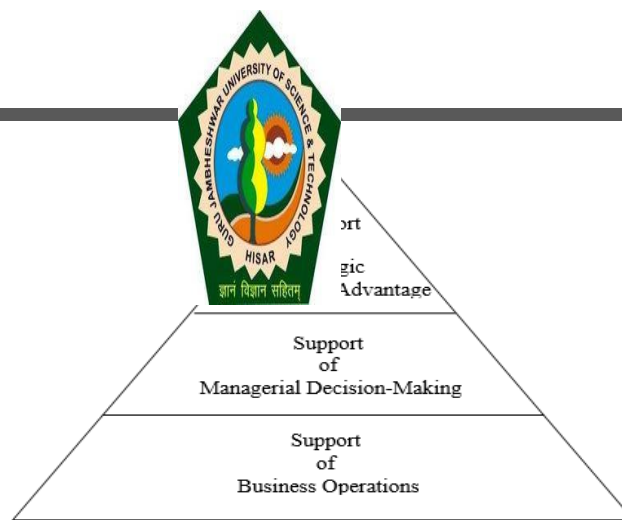 GURU JAMBHESHWAR UNIVERSITY OF SCIENCE & TECHNOLOGY
HISAR
ज्ञानं विज्ञान सहितम्
Advantage
Support
of
Managerial Decision-Making
Support
of
Business Operations